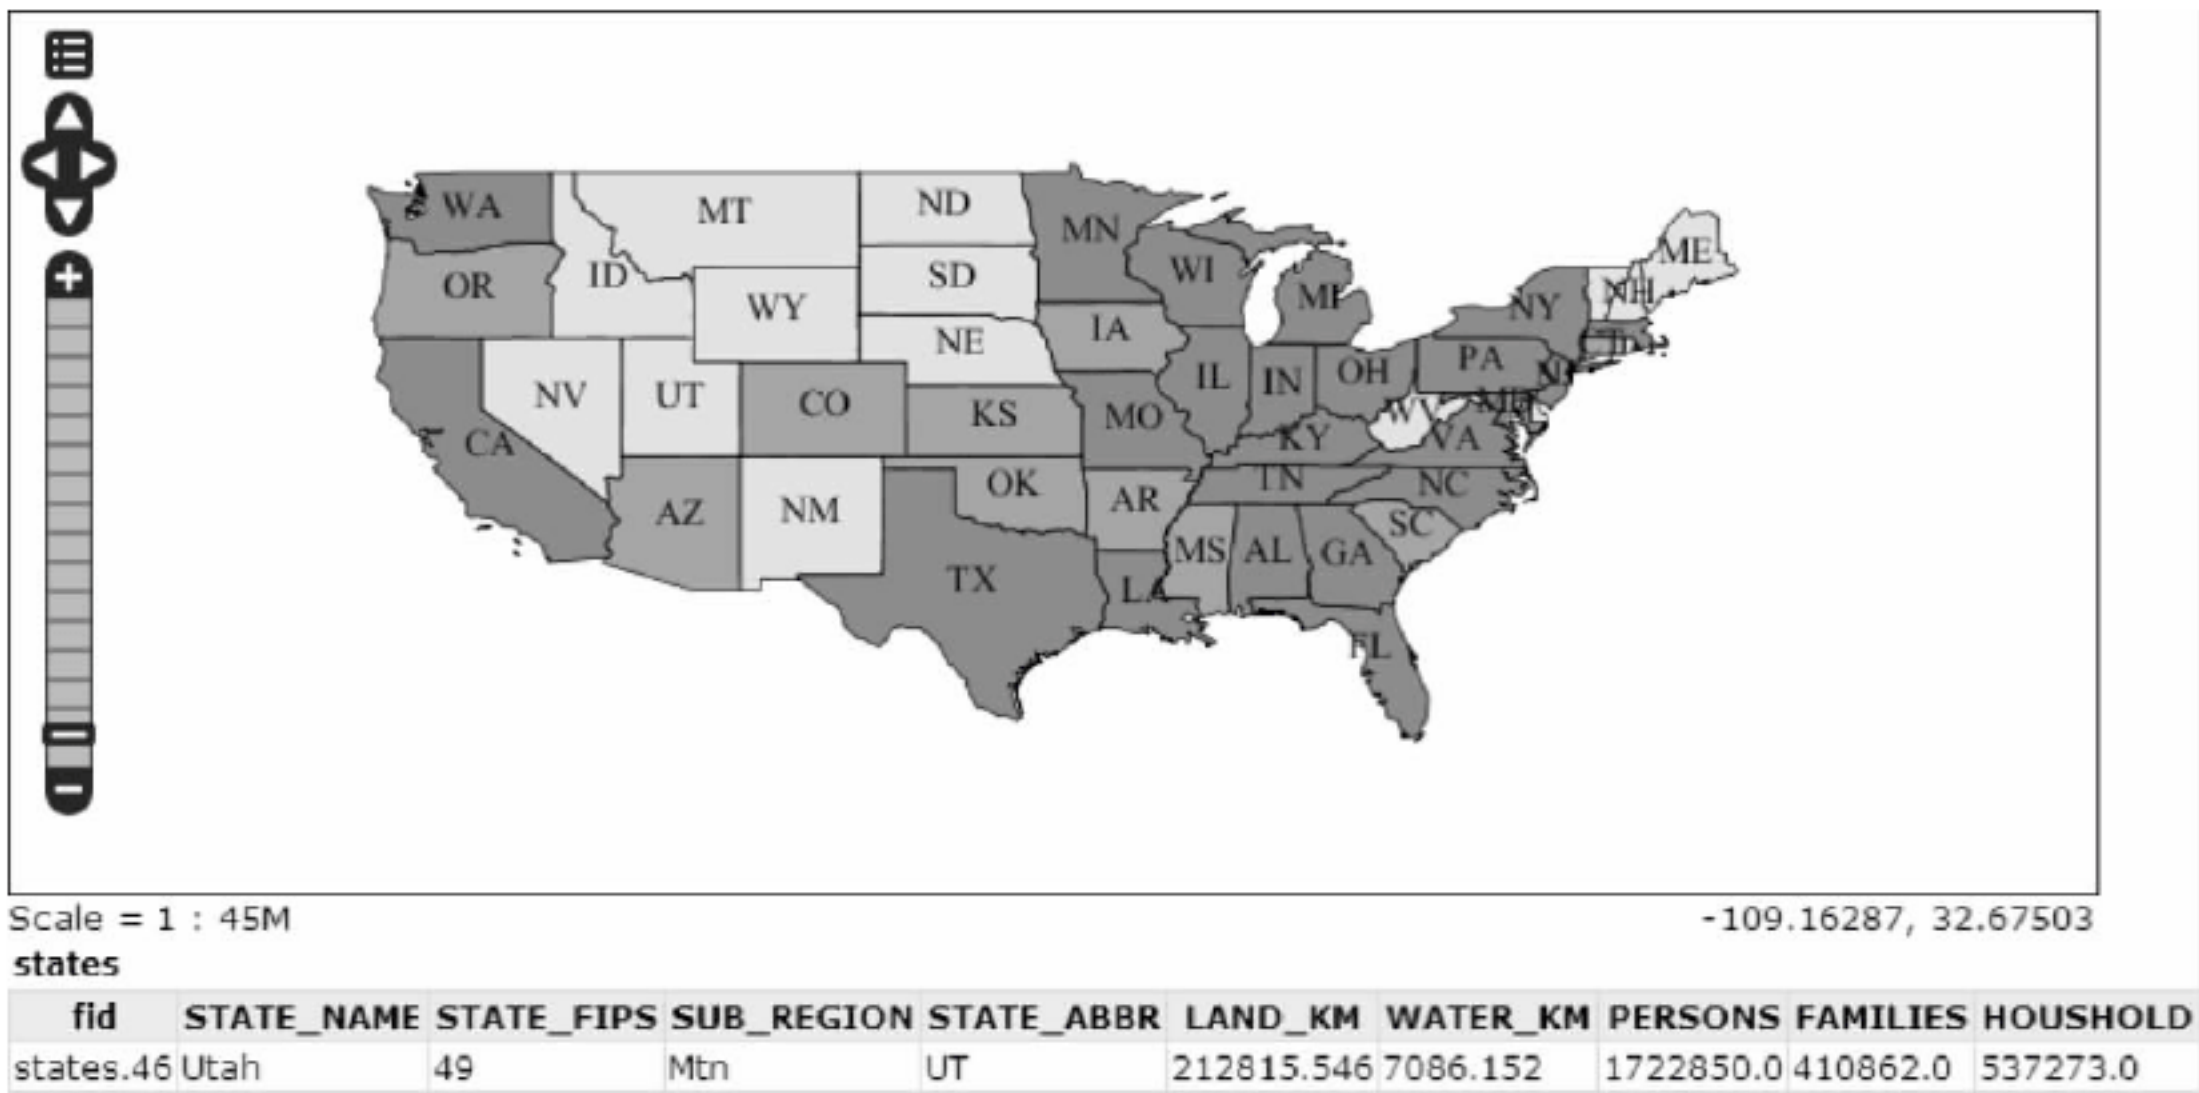 WA
MT
ND
MN
ME
OR
ID
SD
WI
NH
WY
MI
NY
NE
IA
PA
NV
UT
CO
KS
IL
IN
OH
MO
WV
CA
KY
VA
AZ
NM
OK
AR
TN
NC
SC
TX
MS
AL
GA
LA
FL
Scale = 1 : 45M -109.16287, 32.67503
states
fid STATE_NAME STATE_FIPS SUB_REGION STATE_ABBR LAND_KM WATER_KM PERSONS FAMILIES HOUSHOLD
states.46 Utah 49 Mtn UT 212815.546 7086.152 1722850.0 410862.0 537273.0